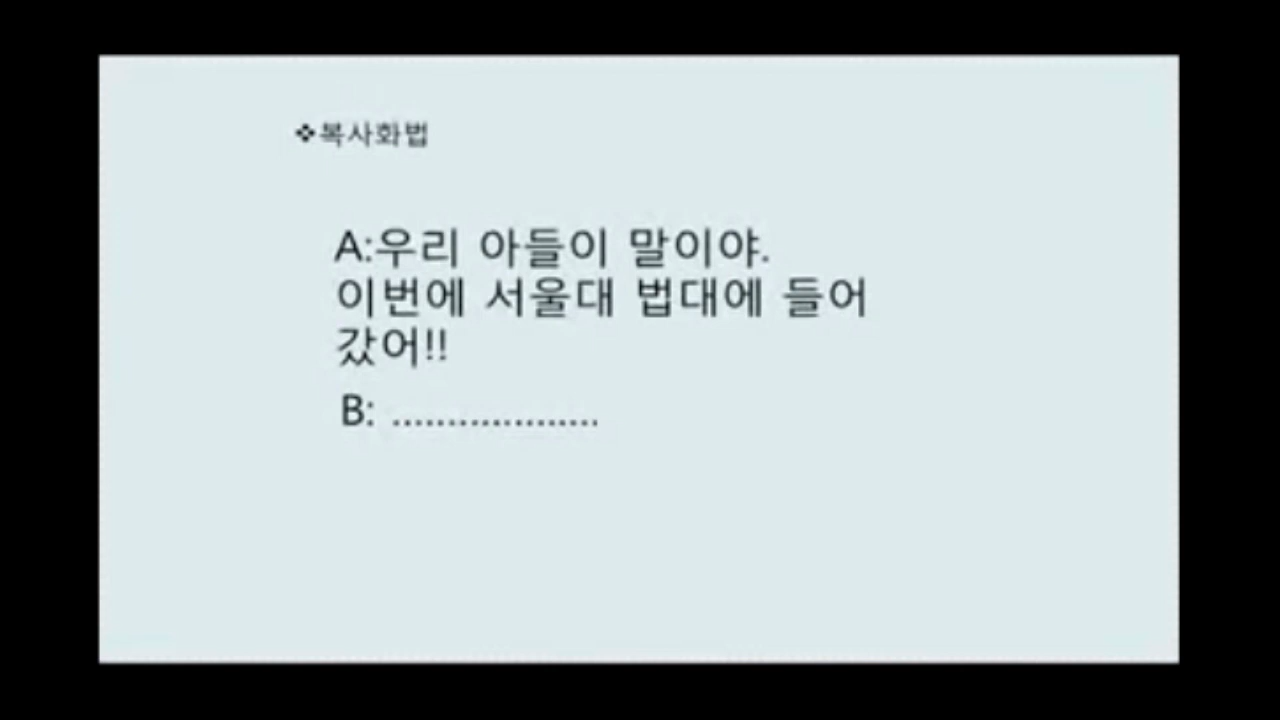 ❖복사화법
A:우리 아들이 말이야.
이번에 서울대 법대에 들어
갔어!!
B: ...................